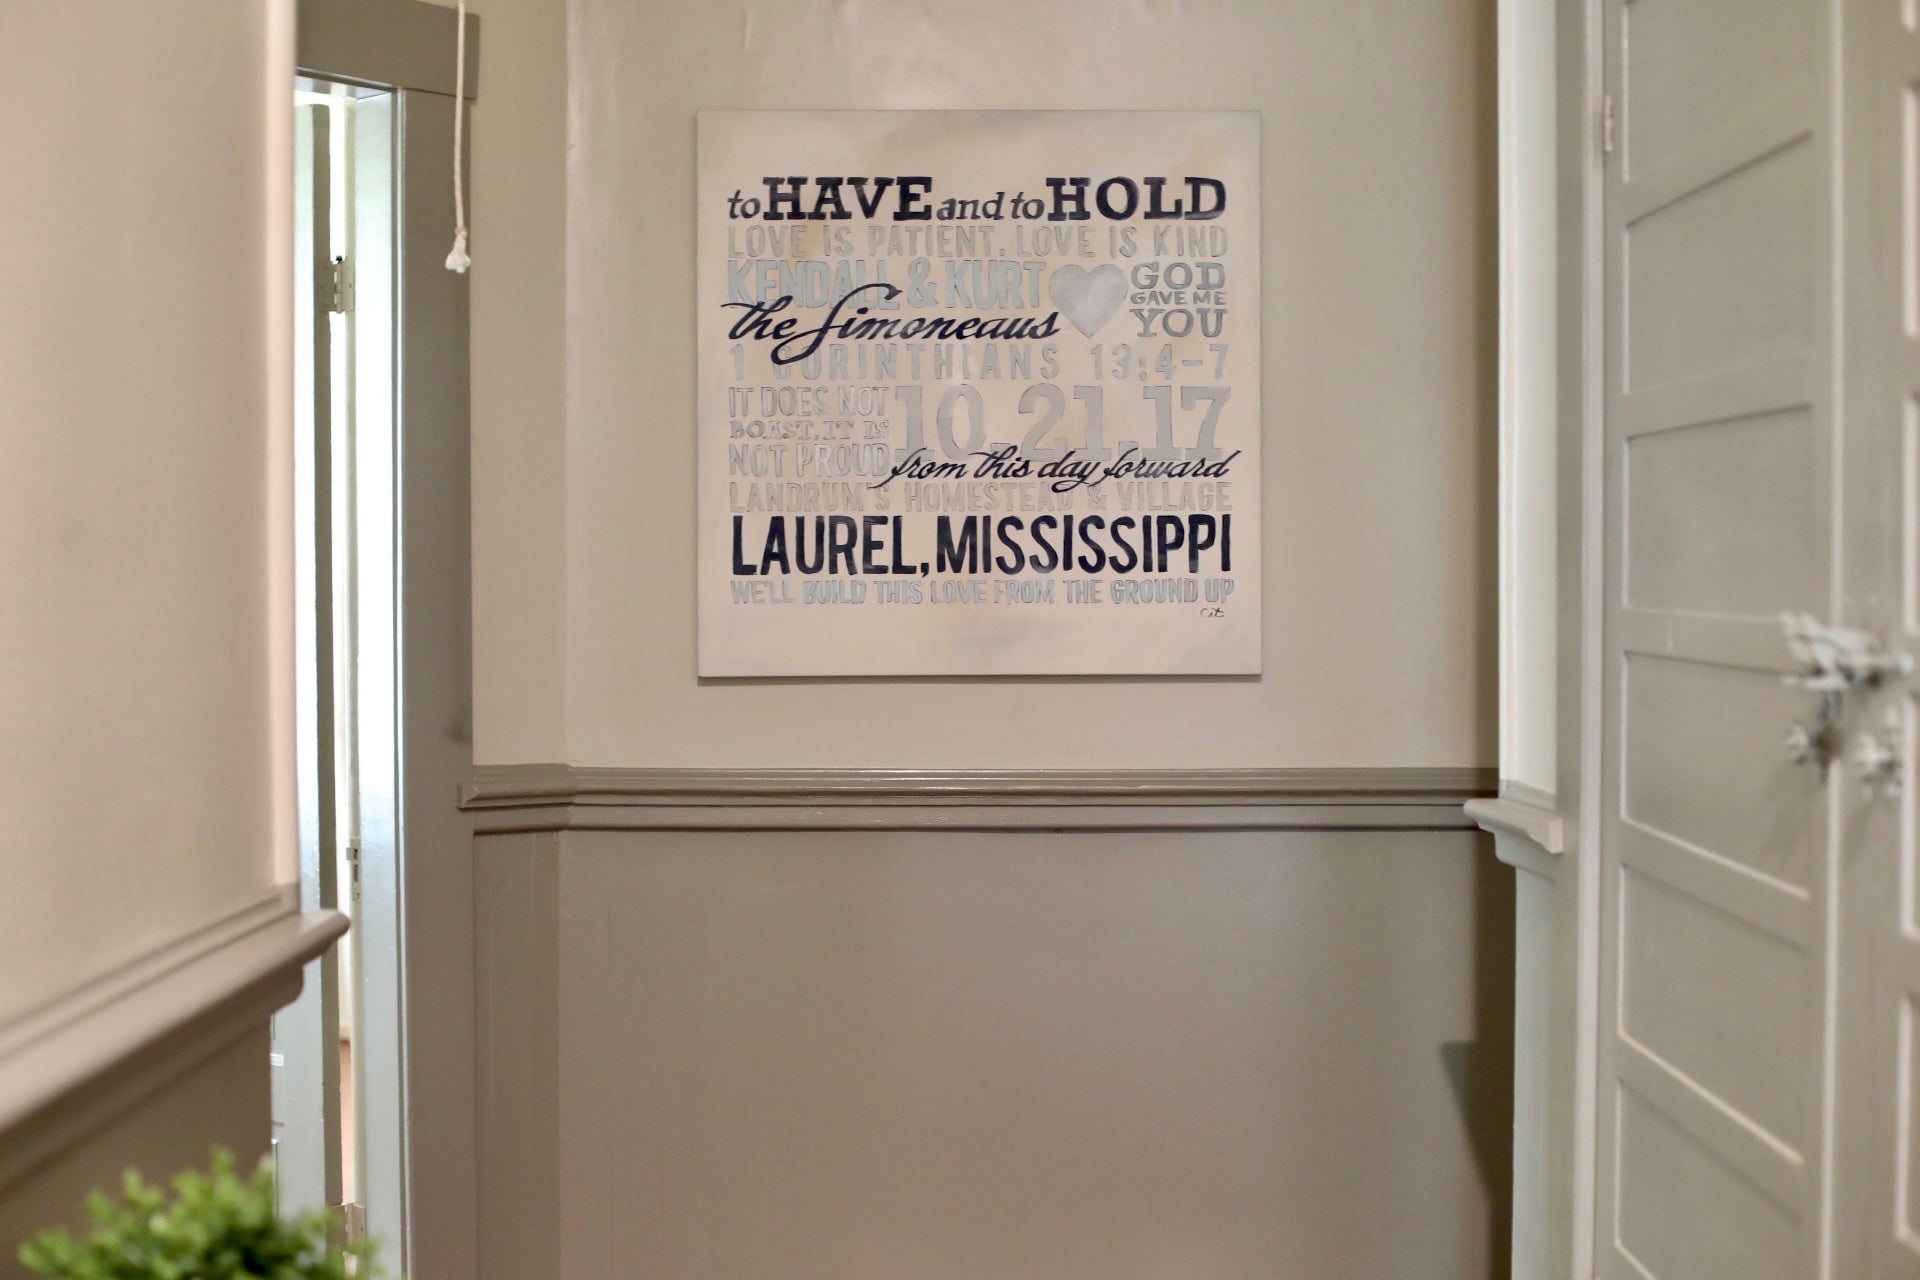 to HAVE and to HOLD
LOVE IS PATIENT. LOVE IS KIND
KENDALL & KURT
the Simoneaus
GOD
GAVE ME
YOU
1 CORINTHIANS 13:4-7
IT DOES NOT
BOAST. IT IS
NOT PROUD
10.21.17
from this day forward
LANDRUM'S HOMESTEAD & VILLAGE
LAUREL, MISSISSIPPI
WE'LL BUILD THIS LOVE FROM THE GROUND UP